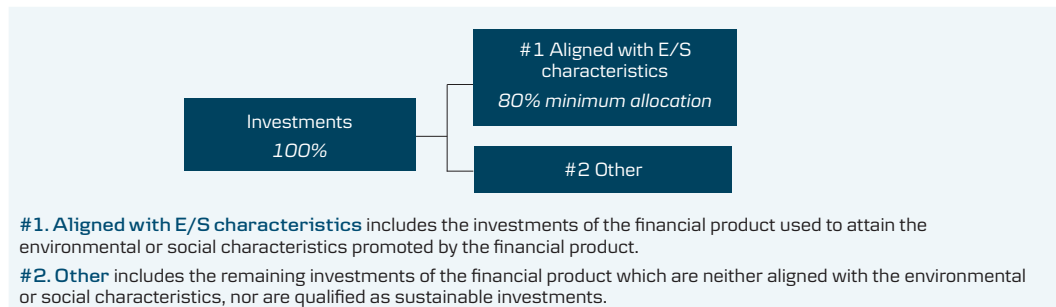 #1 Aligned with E/S
characteristics
80% minimum allocation
Investments
100%
#2 Other
#1. Aligned with E/S characteristics includes the investments of the financial product used to attain the
environmental or social characteristics promoted by the financial product.
#2. Other includes the remaining investments of the financial product which are neither aligned with the environmental
or social characteristics, nor are qualified as sustainable investments.